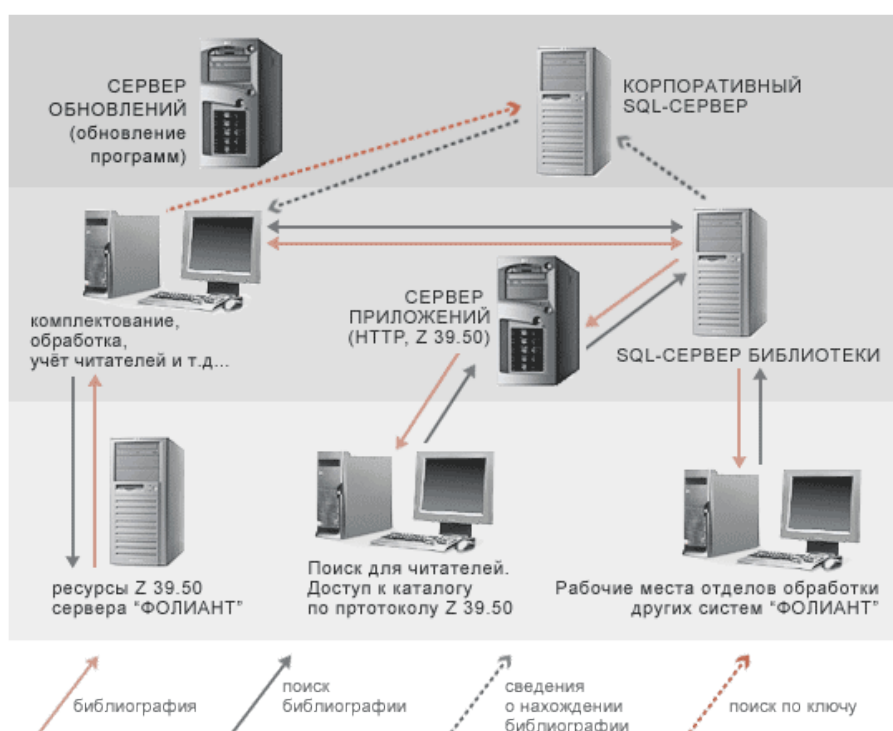 СЕРВЕР
ОБНОВЛЕНИЙ
(обновление
программ)
КОРПОРАТИВНЫЙ
SQL-СЕРВЕР
комплектование,
обработка,
учёт читателей и т.д...
СЕРВЕР
ПРИЛОЖЕНИЙ
(HTTP, Z 39.50)
SQL-СЕРВЕР БИБЛИОТЕКИ
ресурсы Z 39.50
сервера “ФОЛИАНТ”
Поиск для читателей.
Доступ к каталогу
по пртотоколу Z 39.50
Рабочие места отделов обработки
других систем “ФОЛИАНТ”
библиография
поиск
библиографии
сведения
о нахождении
библиографии
поиск по ключу